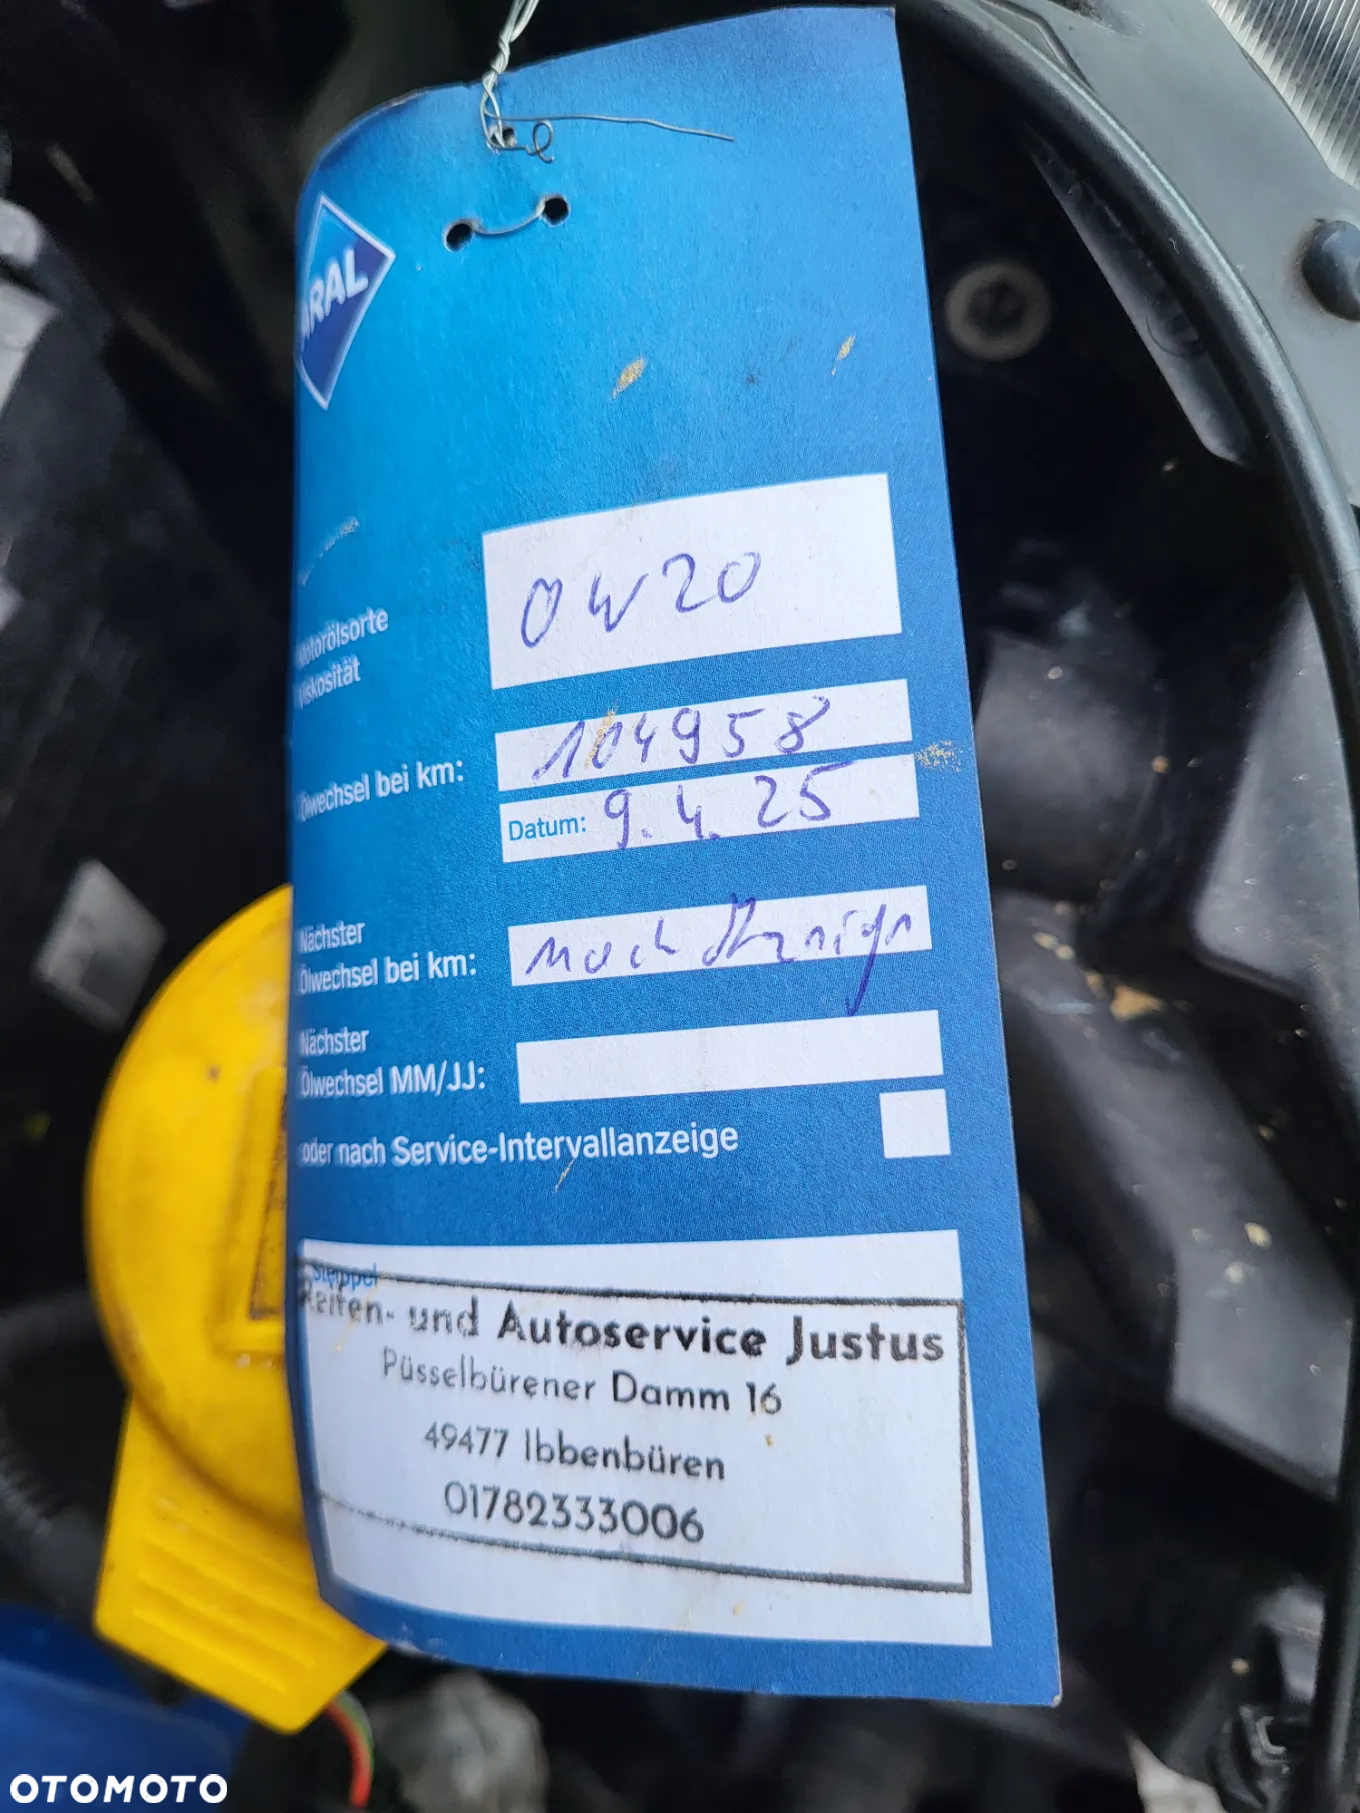 ARAL
Motorölsorte
Viskosität
0W20
Ölwechsel bei km:
104958
Datum: 9.4.25
Nächster
Ölwechsel bei km:
nach
Nächster
Ölwechsel MM/JJ:
oder nach Service-Intervallanzeige
Stempel
Reifen- und Autoservice Justus
Püsselbürener Damm 16
49477 Ibbenbüren
01782333006
OTOMOTO